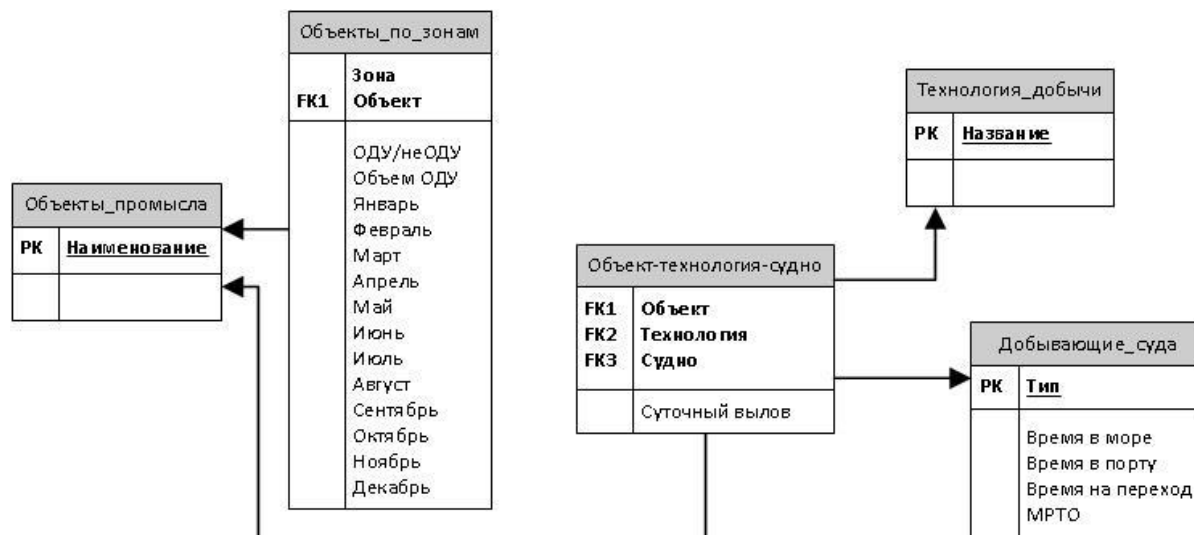 Объекты_по_зонам
Зона
FK1 Объект
ОДУ/неОДУ
Объем ОДУ
Январь
Февраль
Март
Апрель
Май
Июнь
Июль
Август
Сентябрь
Октябрь
Ноябрь
Декабрь
Объекты_промысла
PK Наименование
Технология_добычи
PK Название
Объект-технология-судно
FK1 Объект
FK2 Технология
FK3 Судно
Суточный вылов
Добывающие_суда
PK Тип
Время в море
Время в порту
Время на переход
МРТО